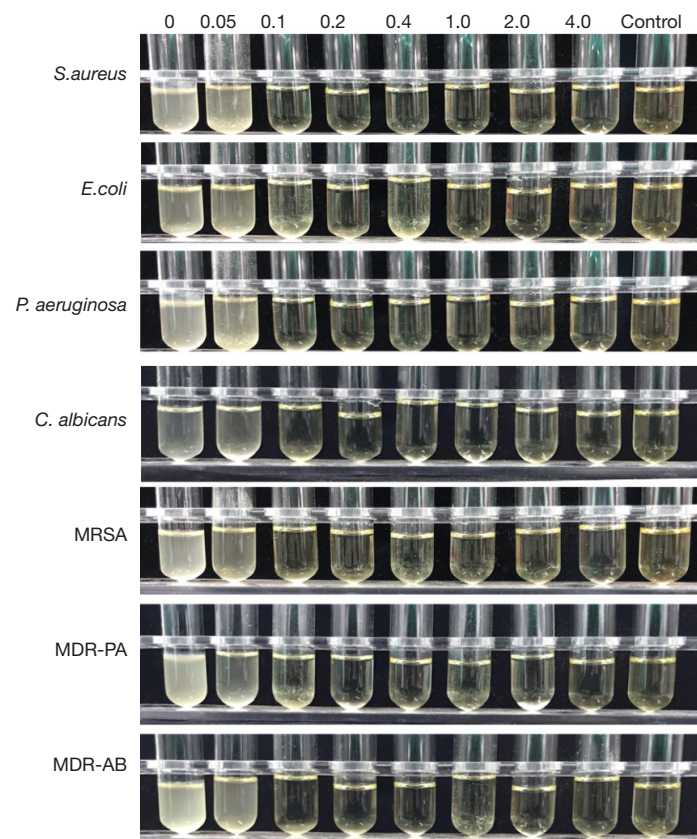 0 0.05 0.1 0.2 0.4 1.0 2.0 4.0 Control
S.aureus
E.coli
P. aeruginosa
C. albicans
MRSA
MDR-PA
MDR-AB